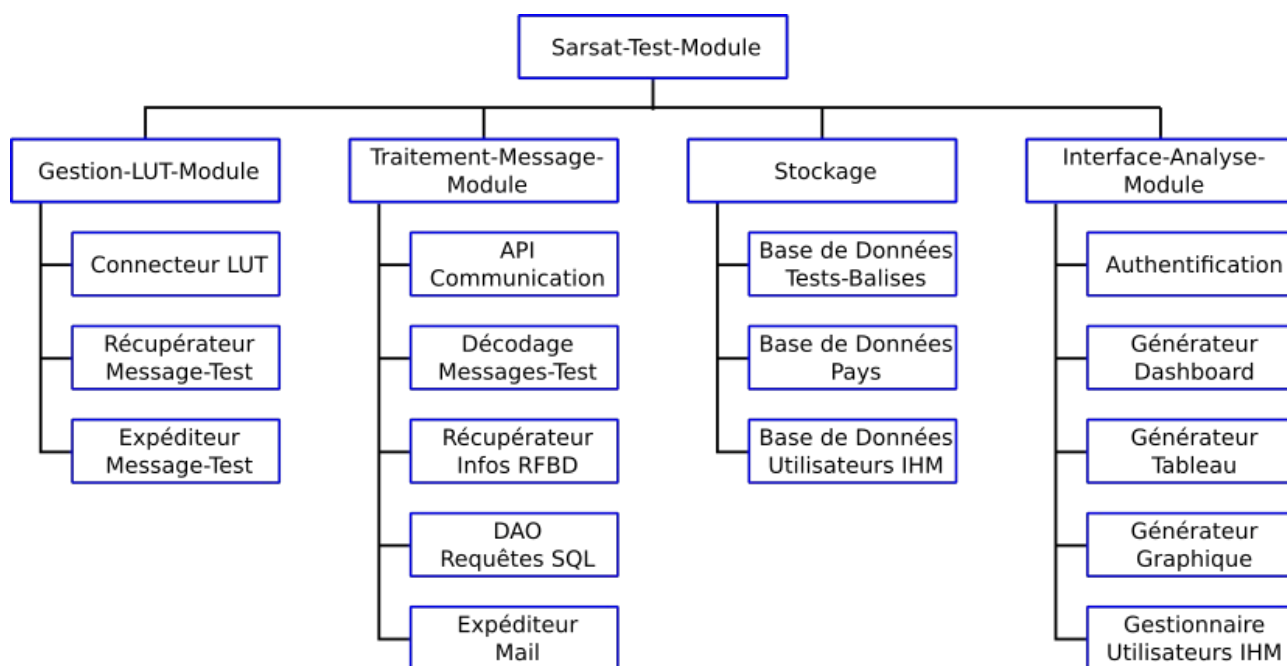 Sarsat-Test-Module
Gestion-LUT-Module
Connecteur LUT
Récupérateur
Message-Test
Expéditeur
Message-Test
Traitement-Message-
Module
API
Communication
Décodage
Messages-Test
Récupérateur
Infos RFBD
DAO
Requêtes SQL
Expéditeur
Mail
Stockage
Base de Données
Tests-Balises
Base de Données
Pays
Base de Données
Utilisateurs IHM
Interface-Analyse-
Module
Authentification
Générateur
Dashboard
Générateur
Tableau
Générateur
Graphique
Gestionnaire
Utilisateurs IHM